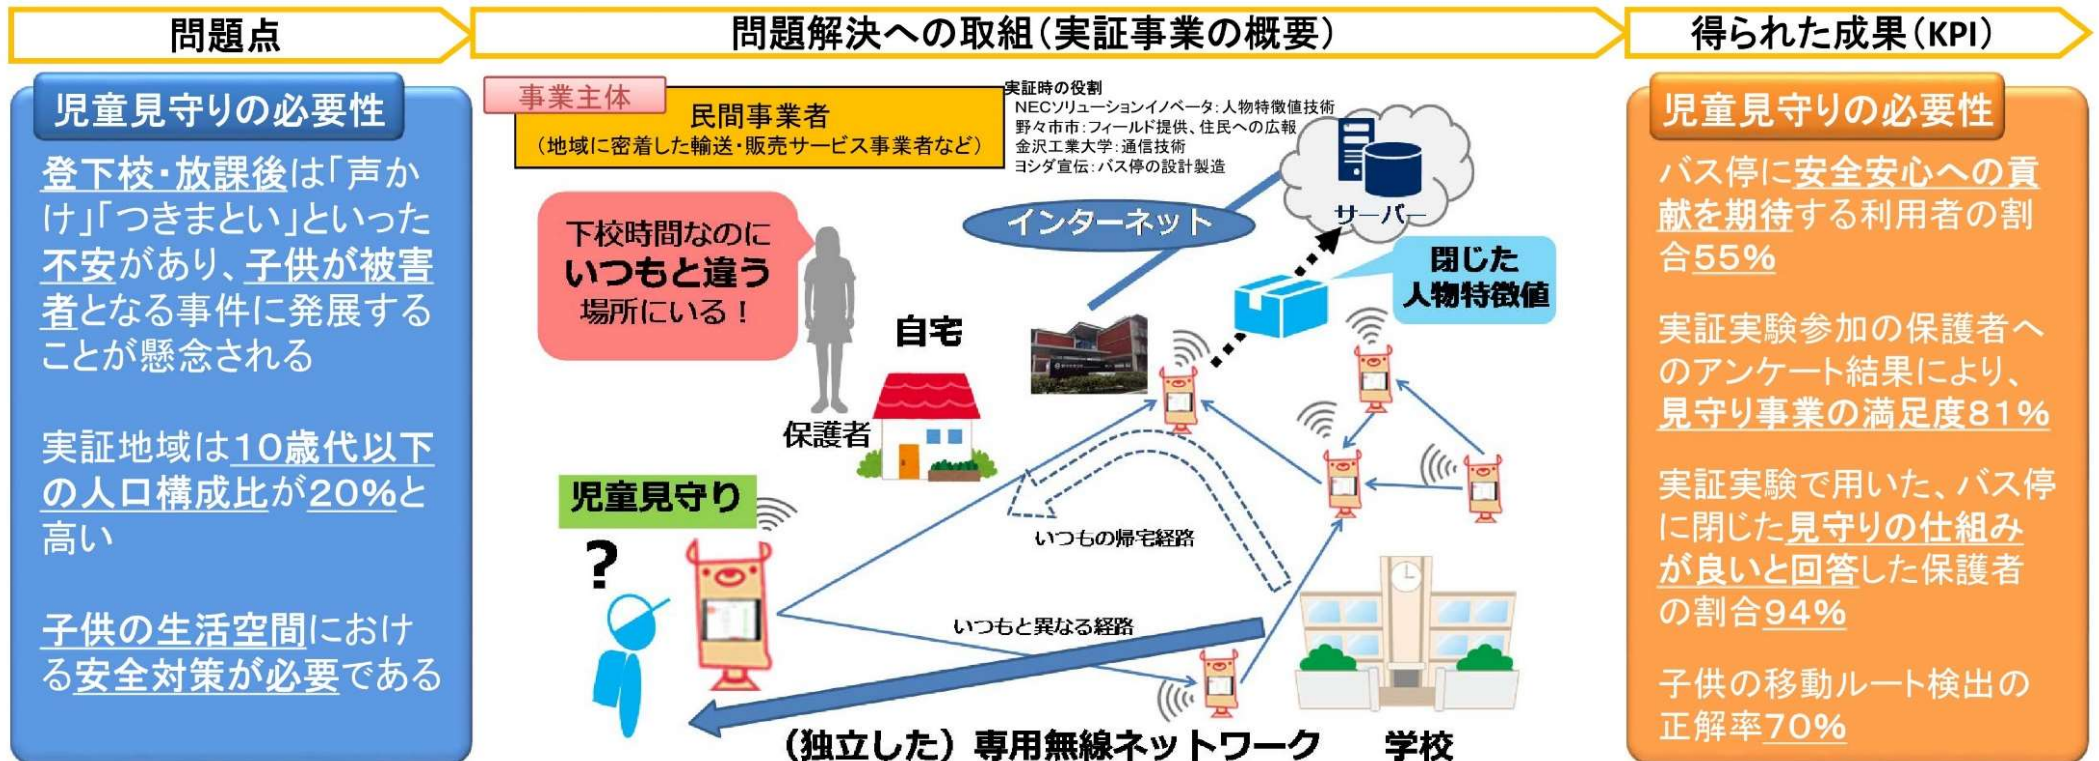 問題点
問題解決への取組(実証事業の概要)
得られた成果(KPI)
児童見守りの必要性
登下校・放課後は「声か
け」「つきまとい」といった
不安があり、子供が被害
者となる事件に発展する
ことが懸念される
実証地域は10歳代以下
の人口構成比が20%と
高い
子供の生活空間におけ
る安全対策が必要である
事業主体
民間事業者
(地域に密着した輸送・販売サービス事業者など)
実証時の役割
NECソリューションイノベータ:人物特徴値技術
野々市市:フィールド提供、住民への広報
金沢工業大学:通信技術
ヨシダ宣伝:バス停の設計製造
サーバー
インターネット
下校時間なのに
いつもと違う
場所にいる!
閉じた
人物特徴値
自宅
保護者
児童見守り
?
いつもの帰宅経路
いつもと異なる経路
(独立した)専用無線ネットワーク
学校
児童見守りの必要性
バス停に安全安心への貢
献を期待する利用者の割
合55%
実証実験参加の保護者へ
のアンケート結果により、
見守り事業の満足度81%
実証実験で用いた、バス停
に閉じた見守りの仕組み
が良いと回答した保護者
の割合94%
子供の移動ルート検出の
正解率70%